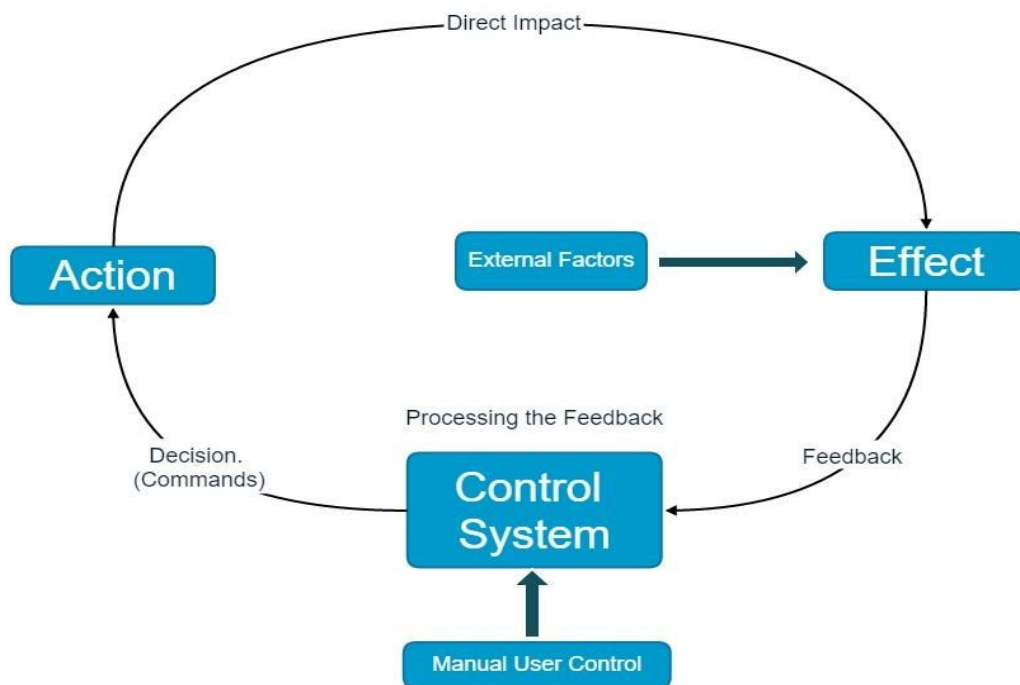 Direct Impact
Action
External Factors
Effect
Processing the Feedback
Decision.
(Commands)
Feedback
Control
System
Manual User Control